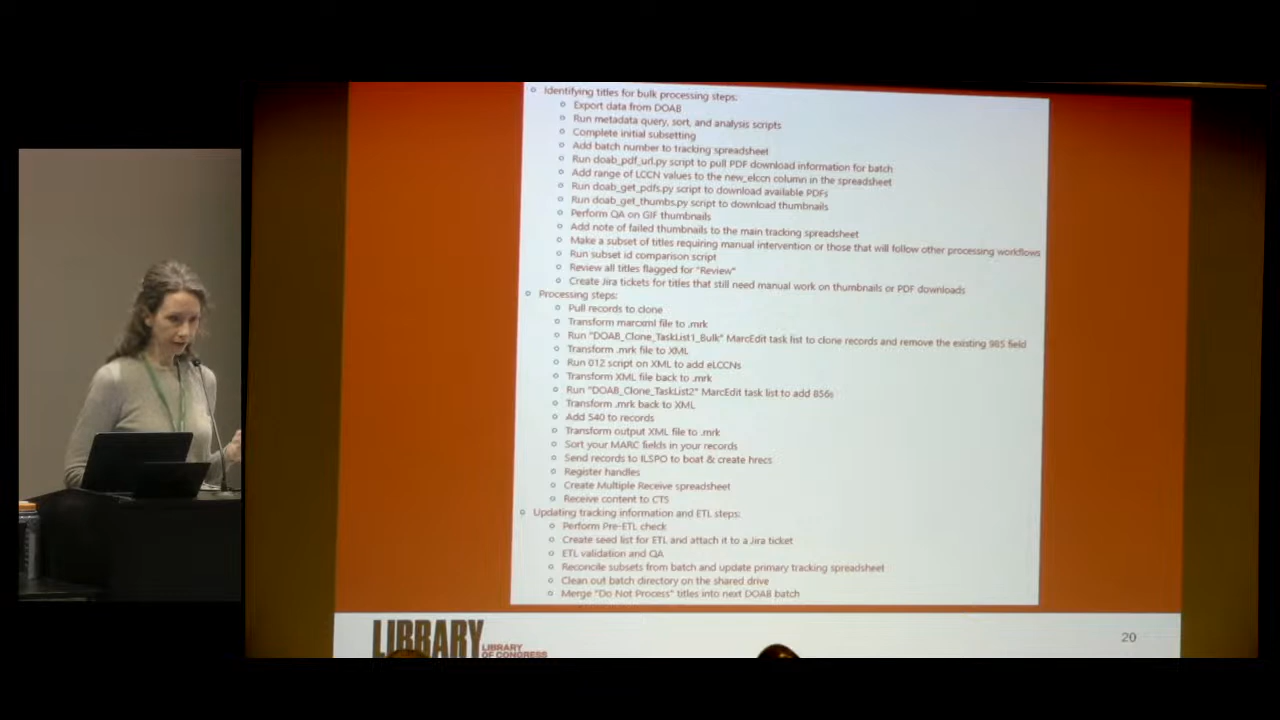 Identifying titles for bulk processing steps:
Export data from DOAB
Run metadata query, sort, and analysis scripts
Complete initial subsetting
Add batch number to tracking spreadsheet
Run doab_pdf_url.py script to pull PDF download information for batch
Add range of LCCN values to the new_elccn column in the spreadsheet
Run doab_get_pdfs.py script to download available PDFs
Run doab_get_thumbs.py script to download thumbnails
Perform QA on GIF thumbnails
Add note of failed thumbnails to the main tracking spreadsheet
Make a subset of titles requiring manual intervention or those that will follow other processing workflows
Run subset id comparison script
Review all titles flagged for "Review"
Create Jira tickets for titles that still need manual work on thumbnails or PDF downloads
Processing steps:
Pull records to clone
Transform marcxml file to .mrk
Run "DOAB_Clone_TaskList1_Bulk" MarcEdit task list to clone records and remove the existing 985 field
Transform .mrk file to XML
Run 012 script on XML to add eLCCNs
Transform XML file back to .mrk
Run "DOAB_Clone_TaskList2" MarcEdit task list to add 856s
Transform .mrk back to XML
Add 540 to records
Transform output XML file to .mrk
Sort your MARC fields in your records
Send records to ILSPO to boat & create hrecs
Register handles
Create Multiple Receive spreadsheet
Receive content to CTS
Updating tracking information and ETL steps:
Perform Pre-ETL check
Create seed list for ETL and attach it to a Jira ticket
ETL validation and QA
Reconcile subsets from batch and update primary tracking spreadsheet
Clean out batch directory on the shared drive
Merge "Do Not Process" titles into next DOAB batch
LIBRARY
LIBRARY
OF CONGRESS
20